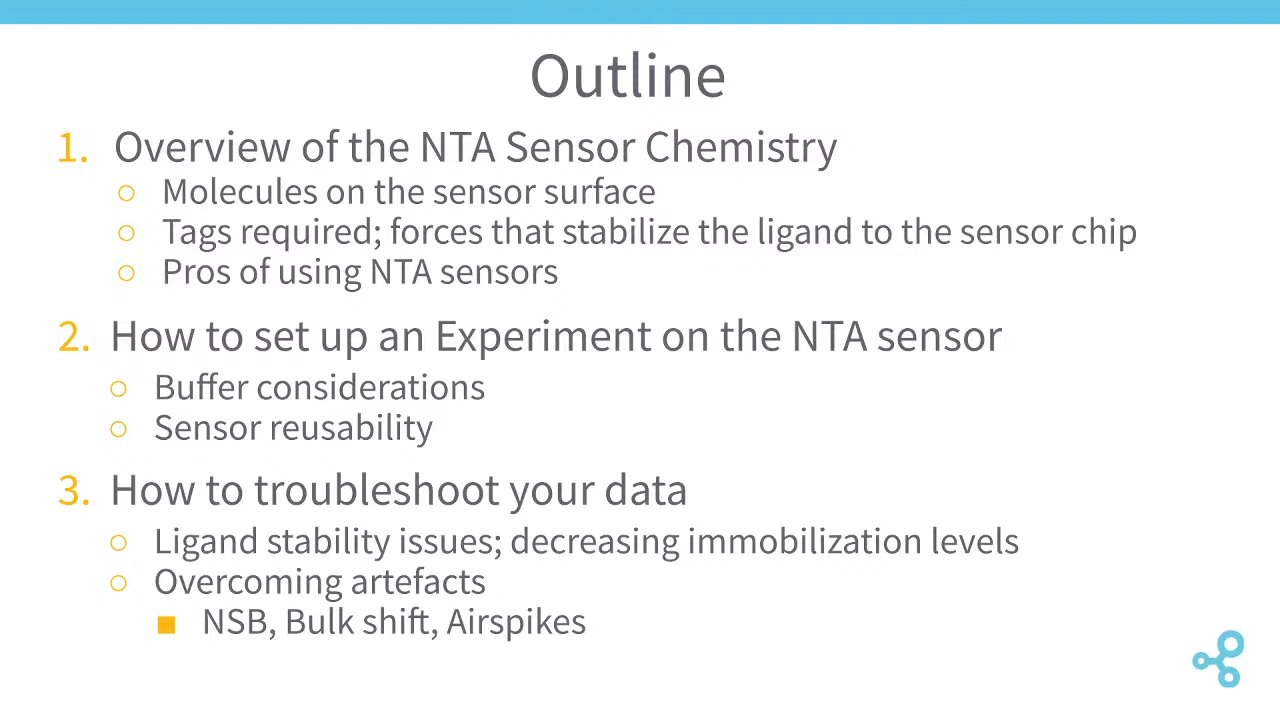 Outline
1. Overview of the NTA Sensor Chemistry
○ Molecules on the sensor surface
○ Tags required; forces that stabilize the ligand to the sensor chip
○ Pros of using NTA sensors
2. How to set up an Experiment on the NTA sensor
○ Buffer considerations
○ Sensor reusability
3. How to troubleshoot your data
○ Ligand stability issues; decreasing immobilization levels
○ Overcoming artefacts
■ NSB, Bulk shift, Airspikes